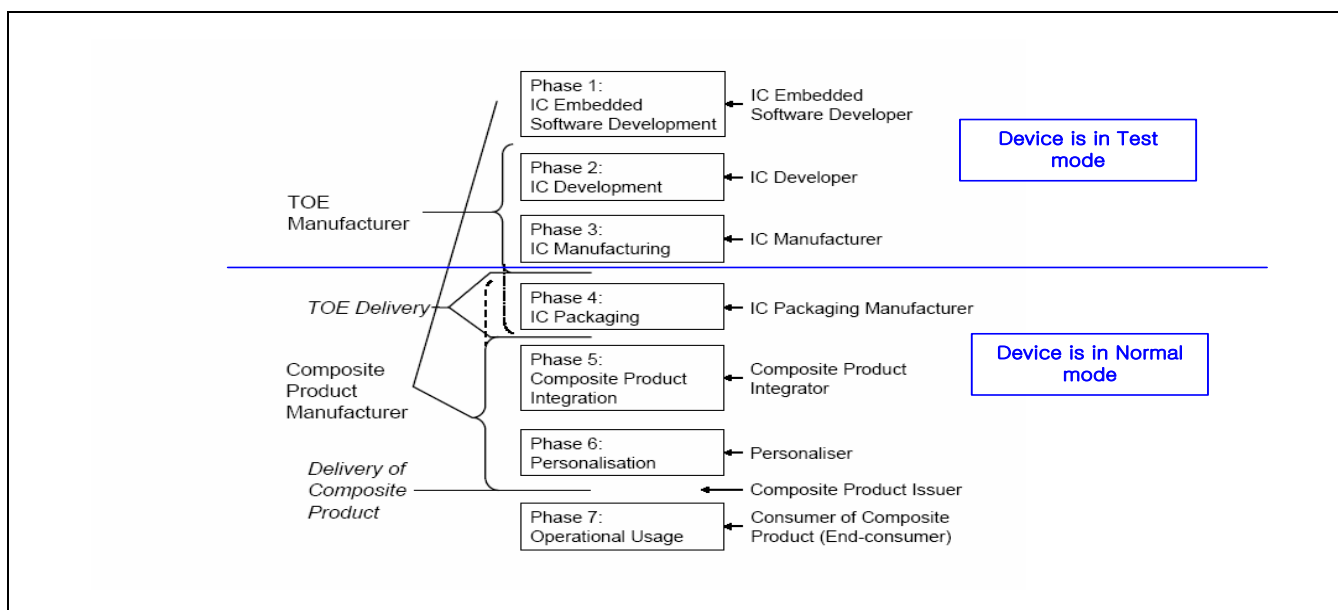 Phase 1:
IC Embedded
Software Development
IC Embedded
Software Developer
Device is in Test
mode
Phase 2:
IC Development
IC Developer
TOE
Manufacturer
Phase 3:
IC Manufacturing
IC Manufacturer
TOE Delivery
Phase 4:
IC Packaging
IC Packaging Manufacturer
Device is in Normal
mode
Composite
Product
Manufacturer
Phase 5:
Composite Product
Integration
Composite Product
Integrator
Phase 6:
Personalisation
Personaliser
Delivery of
Composite
Product
Composite Product Issuer
Phase 7:
Operational Usage
Consumer of Composite
Product (End-consumer)